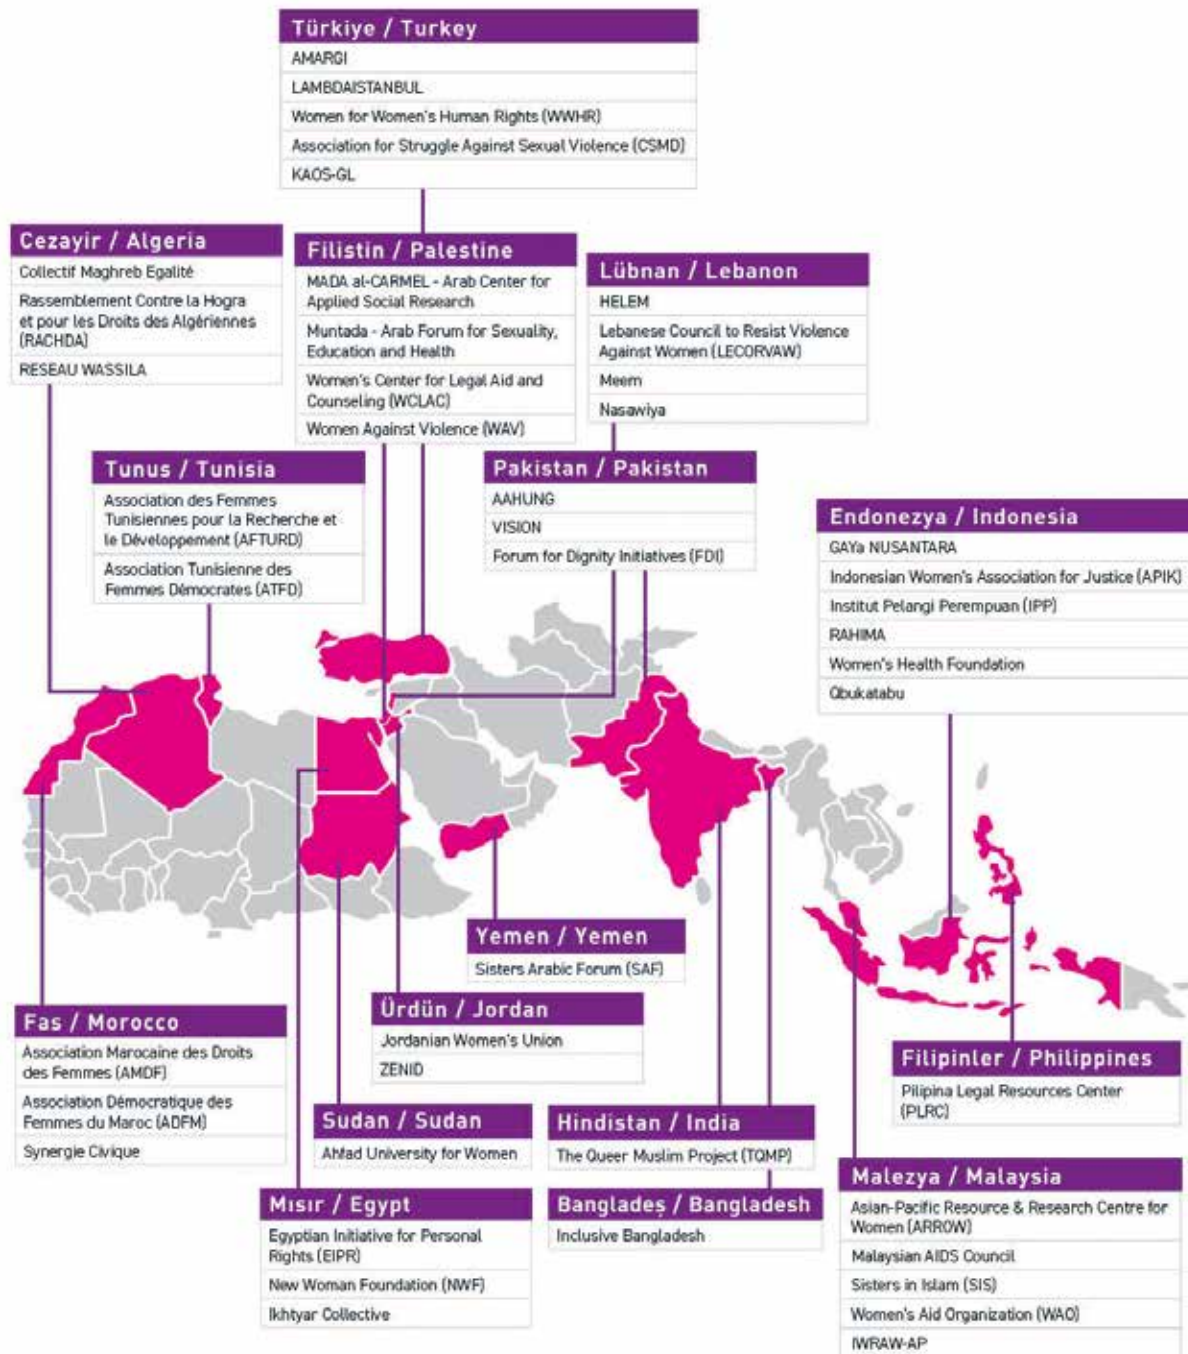 Türkiye / Turkey
AMARGI
LAMBDAISTANBUL
Women for Women's Human Rights (WWHR)
Association for Struggle Against Sexual Violence (CSMD)
KAOS-GL
Cezayir / Algeria
Collectif Maghreb Egalité
Rassemblement Contre la Hogra
et pour les Droits des Algériennes
(RACHDA)
RESEAU WASSILA
Filistin / Palestine
MADA al-CARMEL - Arab Center for
Applied Social Research
Muntada - Arab Forum for Sexuality,
Education and Health
Women's Center for Legal Aid and
Counseling (WCLAC)
Women Against Violence (WAV)
Lübnan / Lebanon
HELEM
Lebanese Council to Resist Violence
Against Women (LECORVAW)
Meem
Nasawiya
Tunus / Tunisia
Association des Femmes
Tunisiennes pour la Recherche et
le Développement (AFTURD)
Association Tunisienne des
Femmes Démocrates (ATFD)
Pakistan / Pakistan
AAHUNG
VISION
Forum for Dignity Initiatives (FDI)
Endonezya / Indonesia
GAYa NUSANTARA
Indonesian Women's Association for Justice (APIK)
Institut Pelangi Perempuan (IPP)
RAHIMA
Women's Health Foundation
Qbukatabu
Yemen / Yemen
Sisters Arabic Forum (SAF)
Ürdün / Jordan
Jordanian Women's Union
ZENID
Fas / Morocco
Association Marocaine des Droits
des Femmes (AMDF)
Association Démocratique des
Femmes du Maroc (ADFM)
Synergie Civique
Filipinler / Philippines
Pilipina Legal Resources Center
(PLRC)
Sudan / Sudan
Ahfad University for Women
Hindistan / India
The Queer Muslim Project (TQMP)
Mısır / Egypt
Egyptian Initiative for Personal
Rights (EIPR)
New Woman Foundation (NWF)
Ikhtyar Collective
Bangladeş / Bangladesh
Inclusive Bangladesh
Malezya / Malaysia
Asian-Pacific Resource & Research Centre for
Women (ARROW)
Malaysian AIDS Council
Sisters in Islam (SIS)
Women's Aid Organization (WAO)
IWRAW-AP